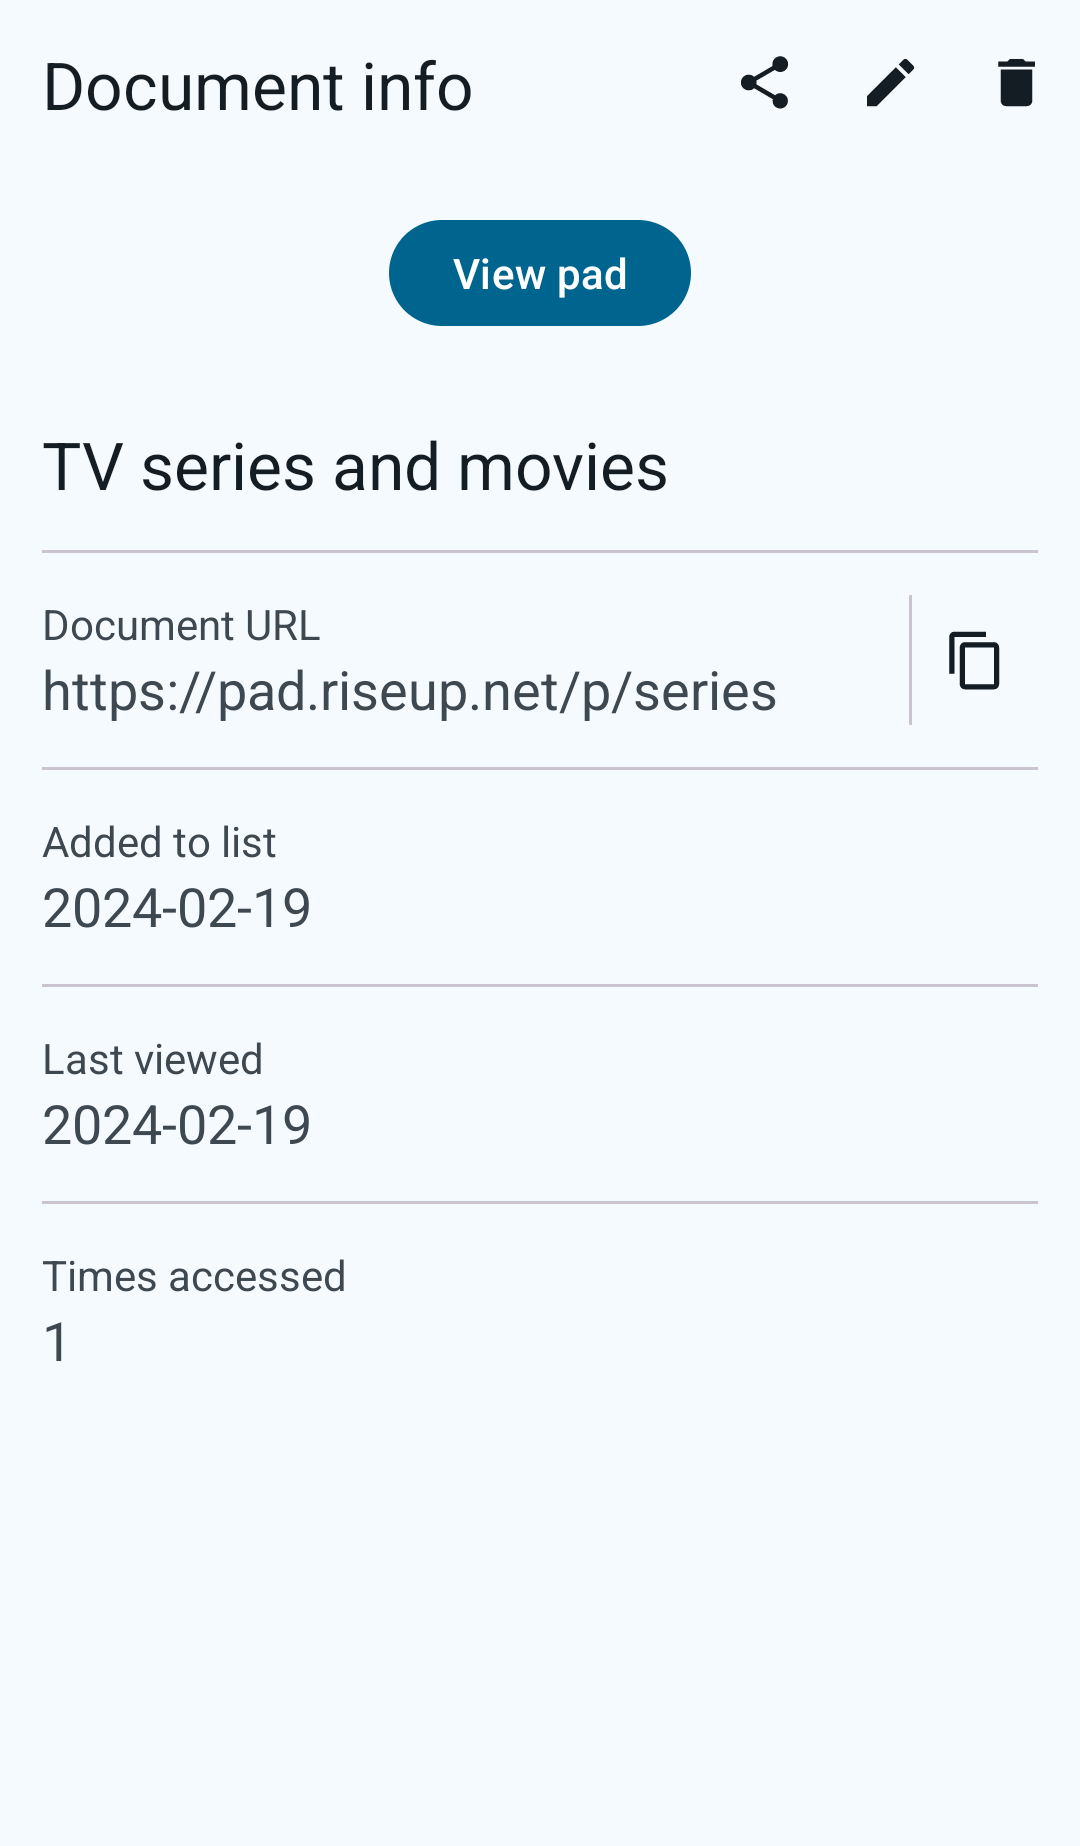 Document info
View pad
TV series and movies
Document URL
https://pad.riseup.net/p/series
Added to list
2024-02-19
Last viewed
2024-02-19
Times accessed
1